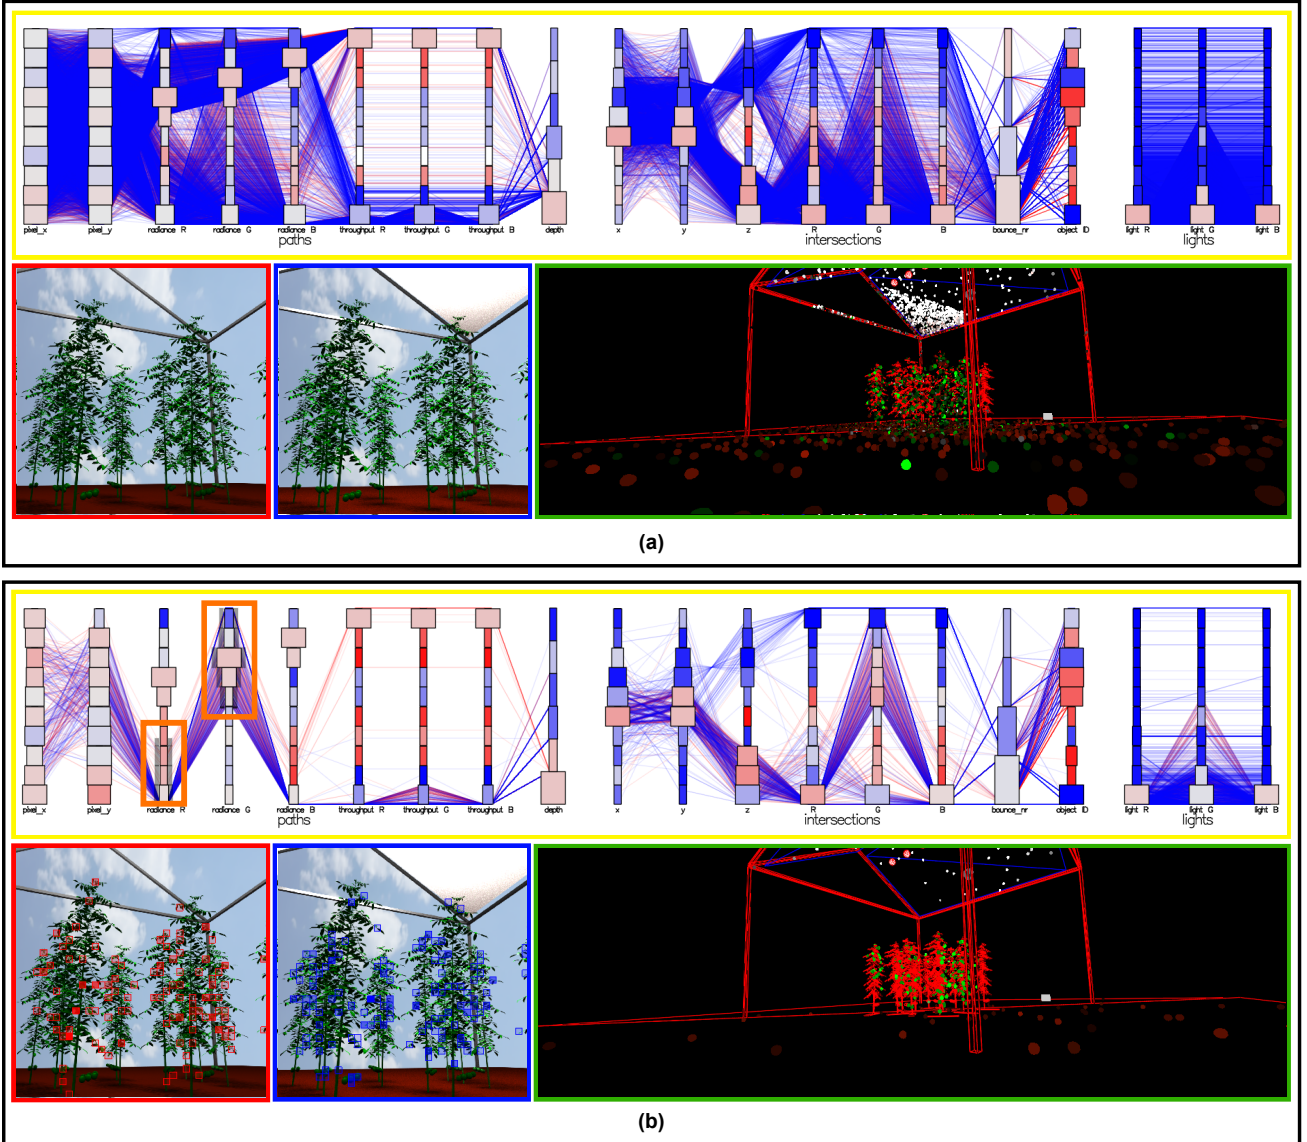 pixel_x pixel_y radiance R radiance G radiance B throughput R throughput G throughput B depth x y z R G B bounce_nr object ID light R light G light B
paths intersections lights
(a)
pixel_x pixel_y radiance R radiance G radiance B throughput R throughput G throughput B depth x y z R G B bounce_nr object ID light R light G light B
paths intersections lights
(b)